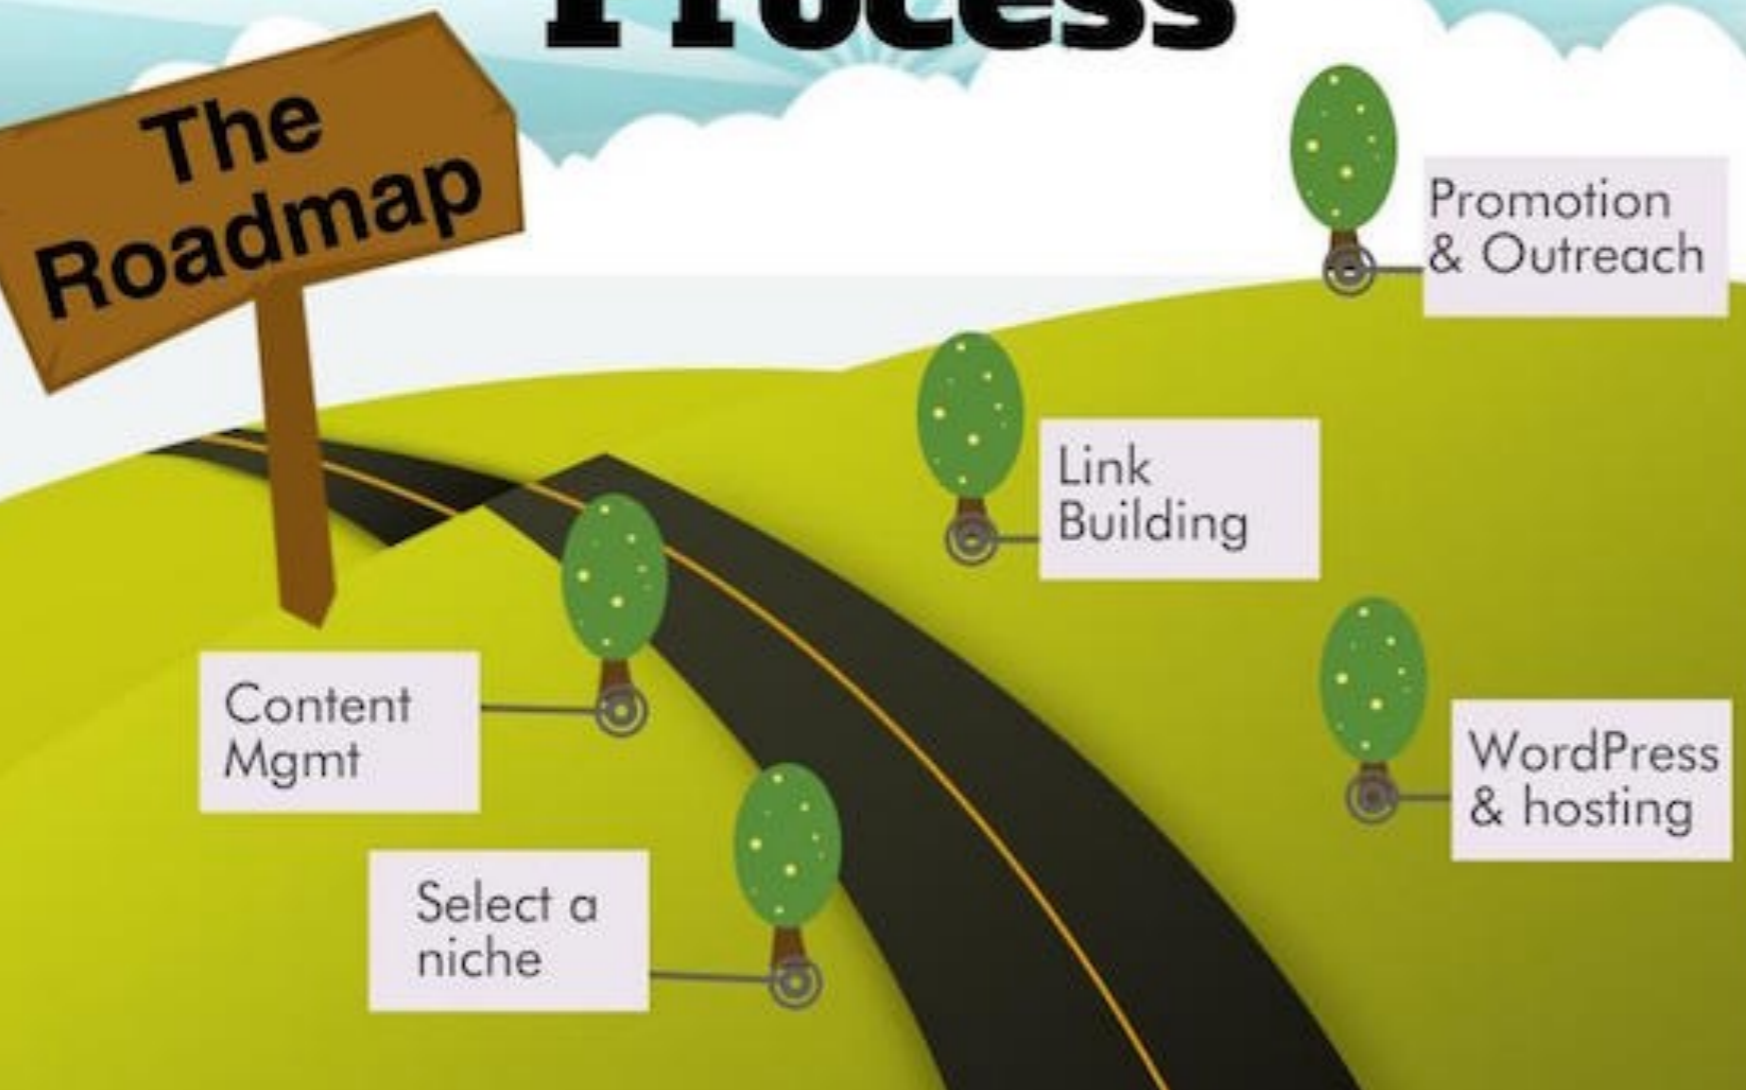 Process
The
Roadmap
Promotion
& Outreach
Link
Building
Content
Mgmt
WordPress
& hosting
Select a
niche